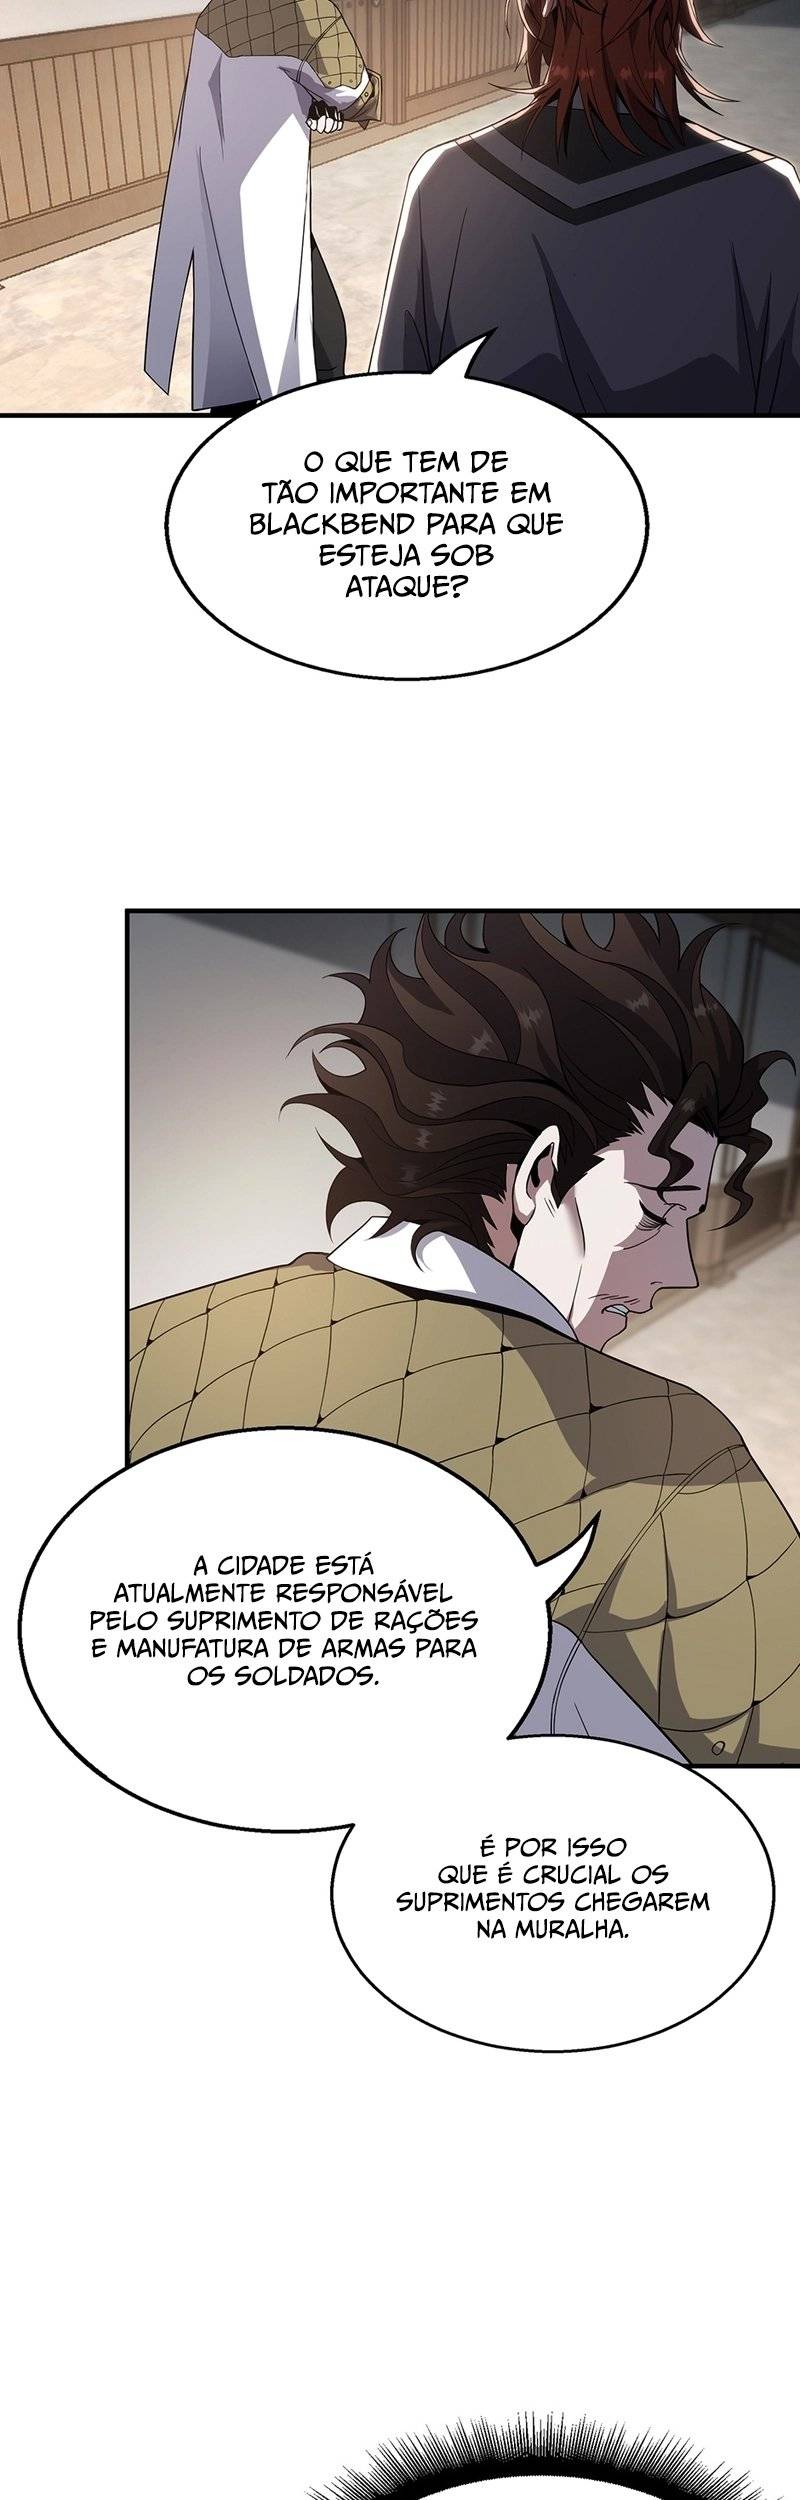 O QUE TEM DE
TÃO IMPORTANTE EM
BLACKBEND PARA QUE
ESTEJA SOB
ATAQUE?
A CIDADE ESTÁ
ATUALMENTE RESPONSÁVEL
PELO SUPRIMENTO DE RAÇÕES
E MANUFATURA DE ARMAS PARA
OS SOLDADOS.
É POR ISSO
QUE É CRUCIAL OS
SUPRIMENTOS CHEGAREM
NA MURALHA.